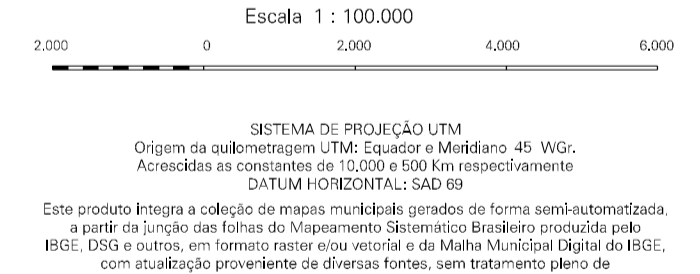 Escala 1 : 100.000
2.000 0 2.000 4.000 6.000
SISTEMA DE PROJEÇÃO UTM
Origem da quilometragem UTM: Equador e Meridiano 45 WGr.
Acrescidas as constantes de 10.000 e 500 Km respectivamente
DATUM HORIZONTAL: SAD 69
Este produto integra a coleção de mapas municipais gerados de forma semi-automatizada,
a partir da junção das folhas do Mapeamento Sistemático Brasileiro produzida pelo
IBGE, DSG e outros, em formato raster e/ou vetorial e da Malha Municipal Digital do IBGE,
com atualização proveniente de diversas fontes, sem tratamento pleno de